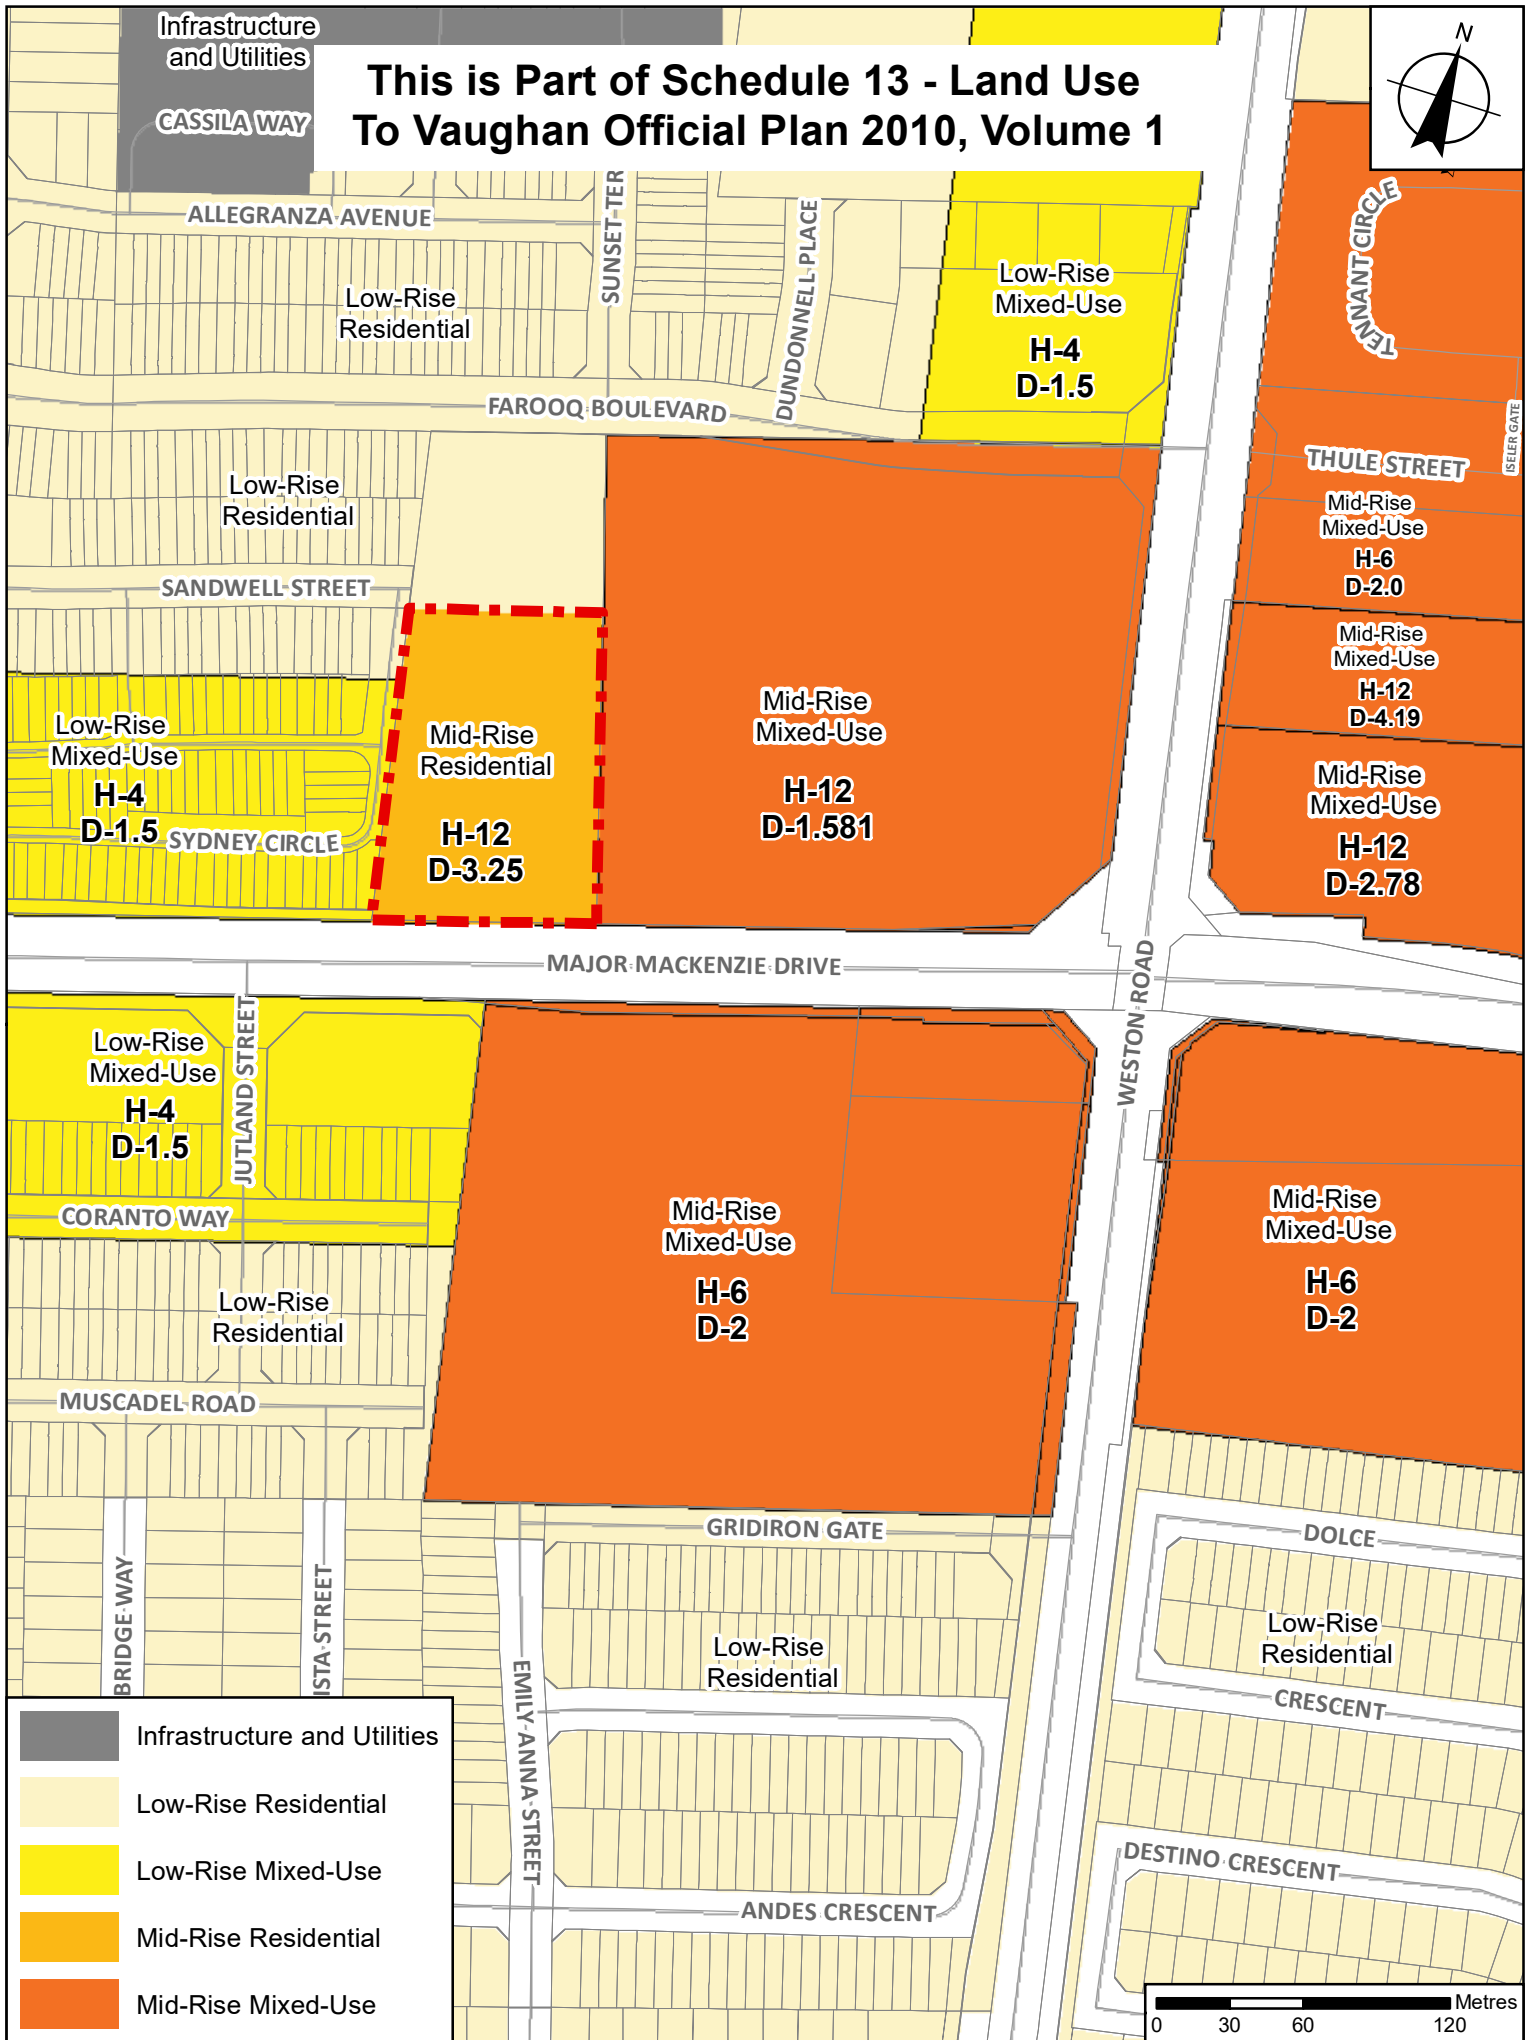 Infrastructure
and Utilities
This is Part of Schedule 13 - Land Use
To Vaughan Official Plan 2010, Volume 1
N
CASSILA WAY
ALLEGRANZA AVENUE
SUNSET TER
DUNDONNELL PLACE
TENNANT CIRCLE
Low-Rise
Mixed-Use
H-4
D-1.5
Low-Rise
Residential
FAROOQ BOULEVARD
THULE STREET
ISELER GATE
Low-Rise
Residential
Mid-Rise
Mixed-Use
H-6
D-2.0
SANDWELL STREET
Mid-Rise
Mixed-Use
H-12
D-4.19
Low-Rise
Mixed-Use
H-4
D-1.5
SYDNEY CIRCLE
Mid-Rise
Residential
H-12
D-3.25
Mid-Rise
Mixed-Use
H-12
D-1.581
Mid-Rise
Mixed-Use
H-12
D-2.78
MAJOR MACKENZIE DRIVE
WESTON ROAD
JUTLAND STREET
Low-Rise
Mixed-Use
H-4
D-1.5
CORANTO WAY
Mid-Rise
Mixed-Use
H-6
D-2
Mid-Rise
Mixed-Use
H-6
D-2
Low-Rise
Residential
MUSCADEL ROAD
GRIDIRON GATE
DOLCE
BRIDGE WAY
ISTA STREET
EMILY ANNA STREET
Low-Rise
Residential
Low-Rise
Residential
CRESCENT
DESTINO CRESCENT
ANDES CRESCENT
Infrastructure and Utilities
Low-Rise Residential
Low-Rise Mixed-Use
Mid-Rise Residential
Mid-Rise Mixed-Use
Metres
0 30 60 120